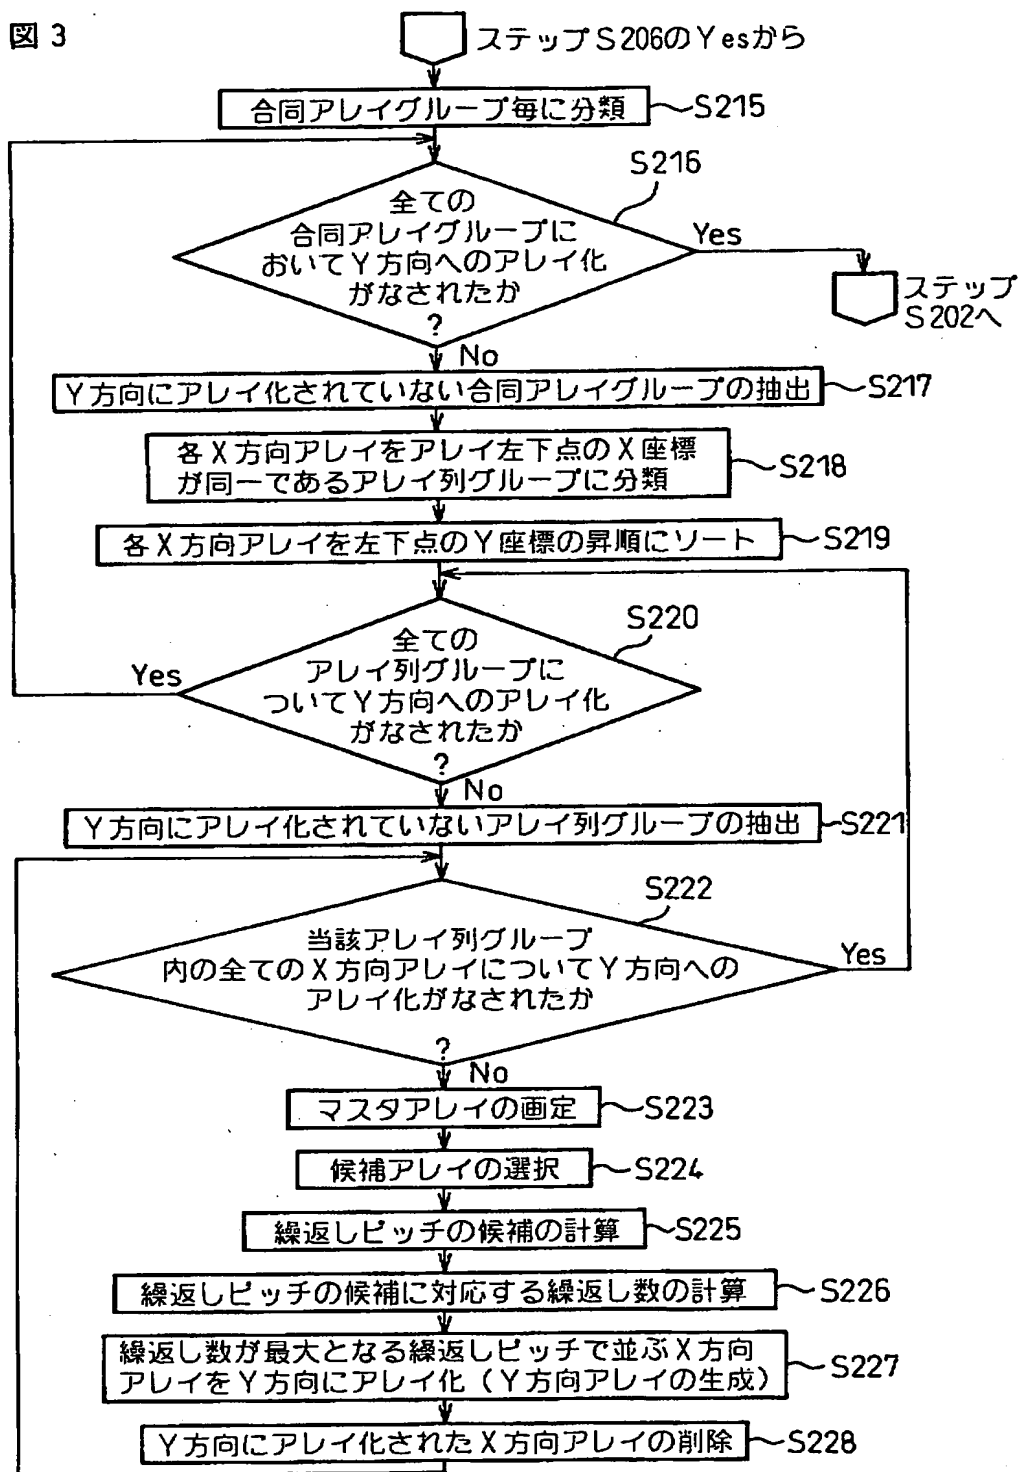 図 3
ステップS206のYesから
合同アレイグループ毎に分類
S215
S216
全ての
合同アレイグループに
おいてY方向へのアレイ化
がなされたか
?
Yes
ステップ
S202へ
No
Y方向にアレイ化されていない合同アレイグループの抽出
S217
各X方向アレイをアレイ左下点のX座標
が同一であるアレイ列グループに分類
S218
各X方向アレイを左下点のY座標の昇順にソート
S219
S220
全ての
アレイ列グループに
ついてY方向へのアレイ化
がなされたか
?
Yes
No
Y方向にアレイ化されていないアレイ列グループの抽出
S221
S222
当該アレイ列グループ
内の全てのX方向アレイについてY方向への
アレイ化がなされたか
?
Yes
No
マスタアレイの画定
S223
候補アレイの選択
S224
繰返しピッチの候補の計算
S225
繰返しピッチの候補に対応する繰返し数の計算
S226
繰返し数が最大となる繰返しピッチで並ぶX方向
アレイをY方向にアレイ化(Y方向アレイの生成)
S227
Y方向にアレイ化されたX方向アレイの削除
S228